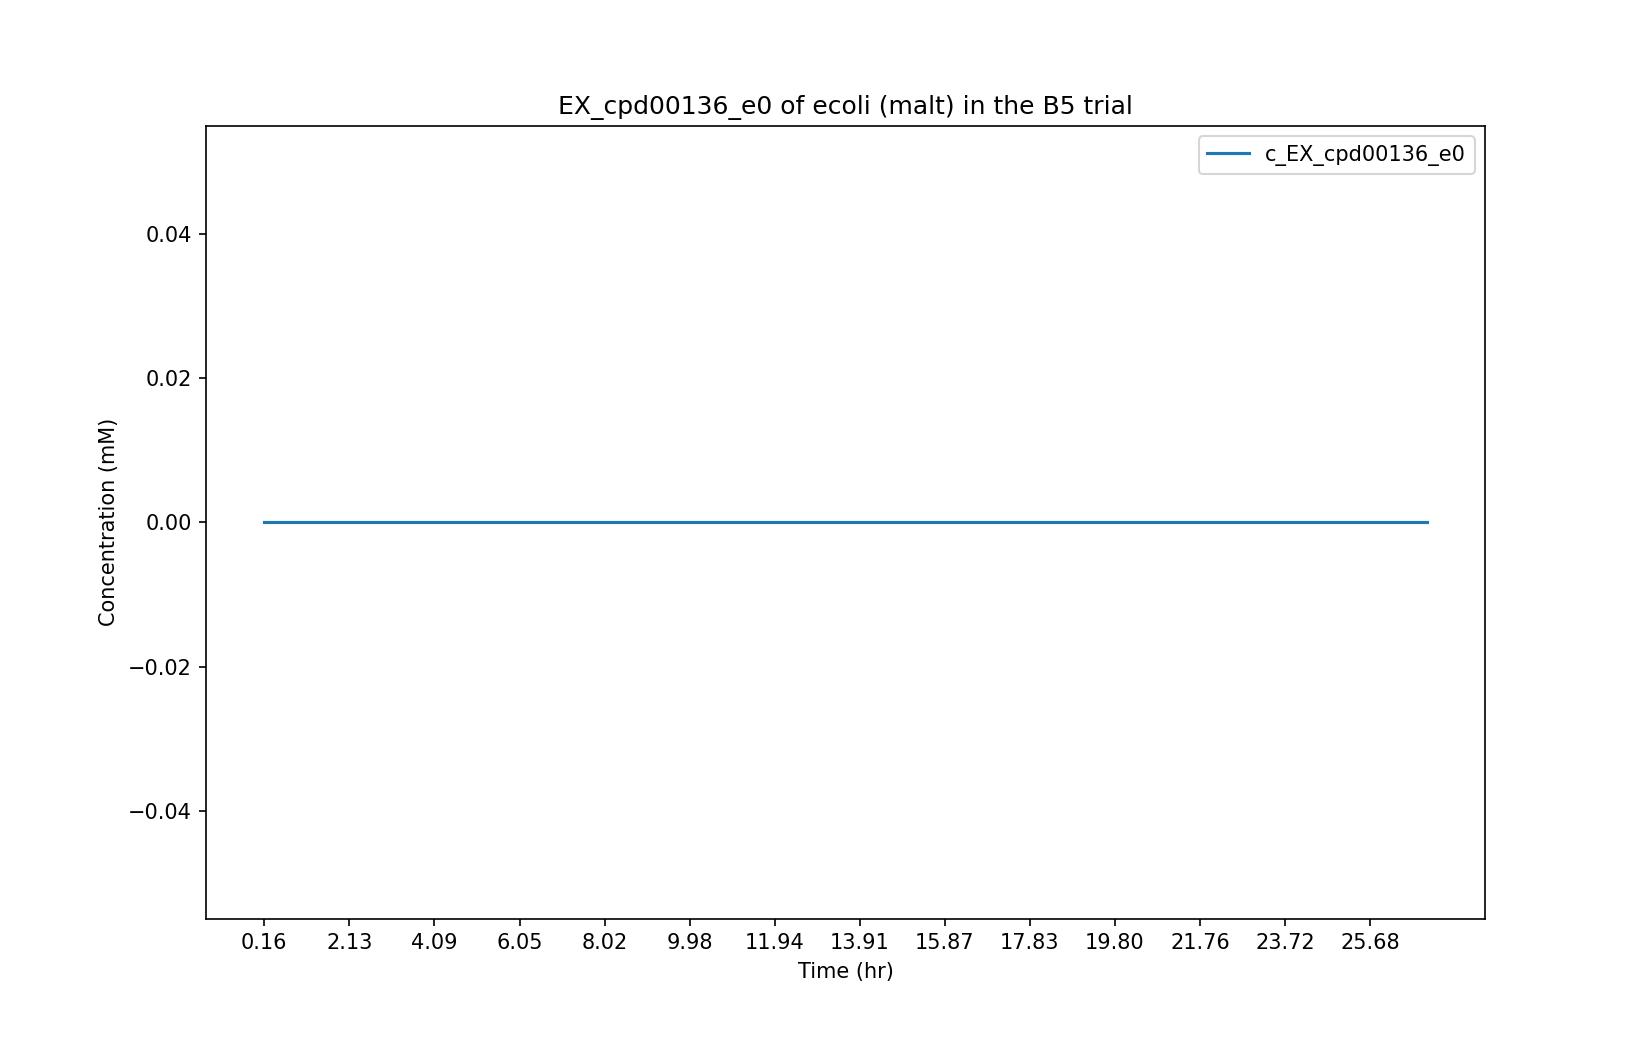 EX_cpd00136_e0 of ecoli (malt) in the B5 trial
c_EX_cpd00136_e0
0.04
0.02
0.00
−0.02
−0.04
Concentration (mM)
0.16 2.13 4.09 6.05 8.02 9.98 11.94 13.91 15.87 17.83 19.80 21.76 23.72 25.68
Time (hr)